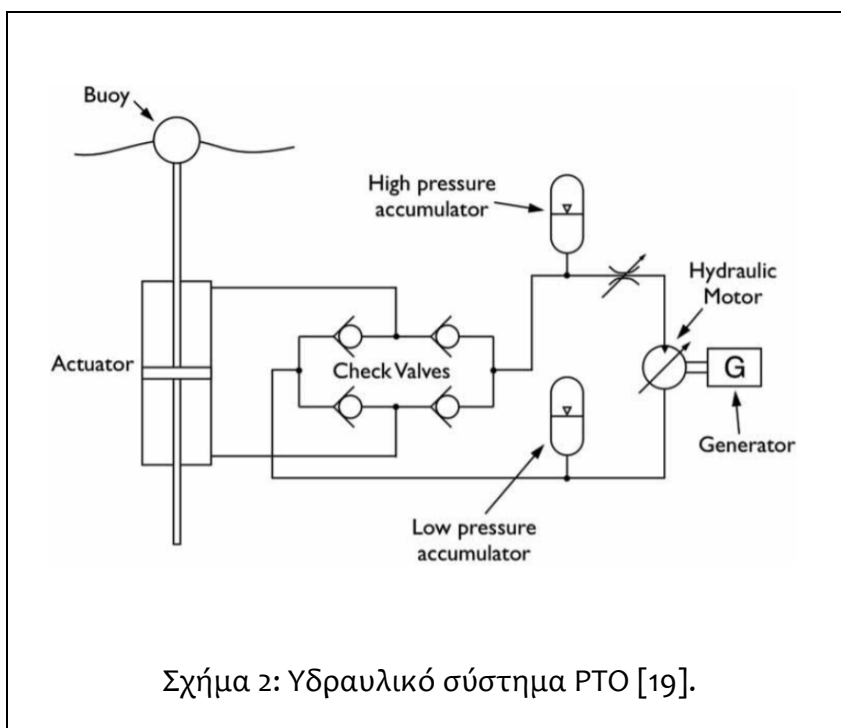 Buoy
High pressure
accumulator
Hydraulic
Motor
Actuator
Check Valves
G
Generator
Low pressure
accumulator
Σχήμα 2: Υδραυλικό σύστημα PTO [19].